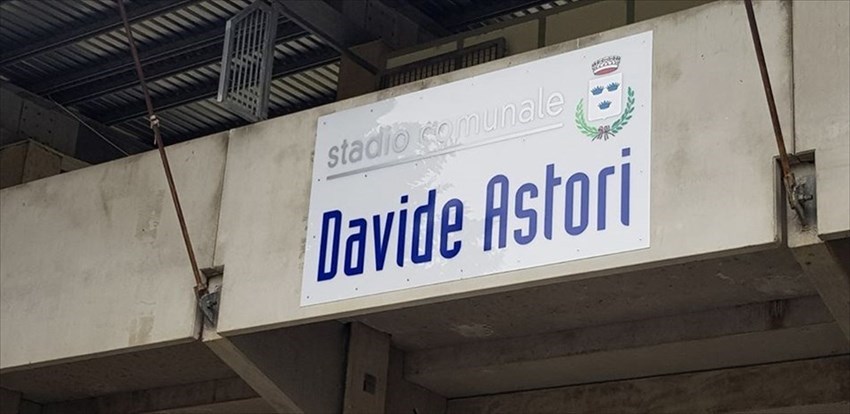 stadio comunale
Davide Astori